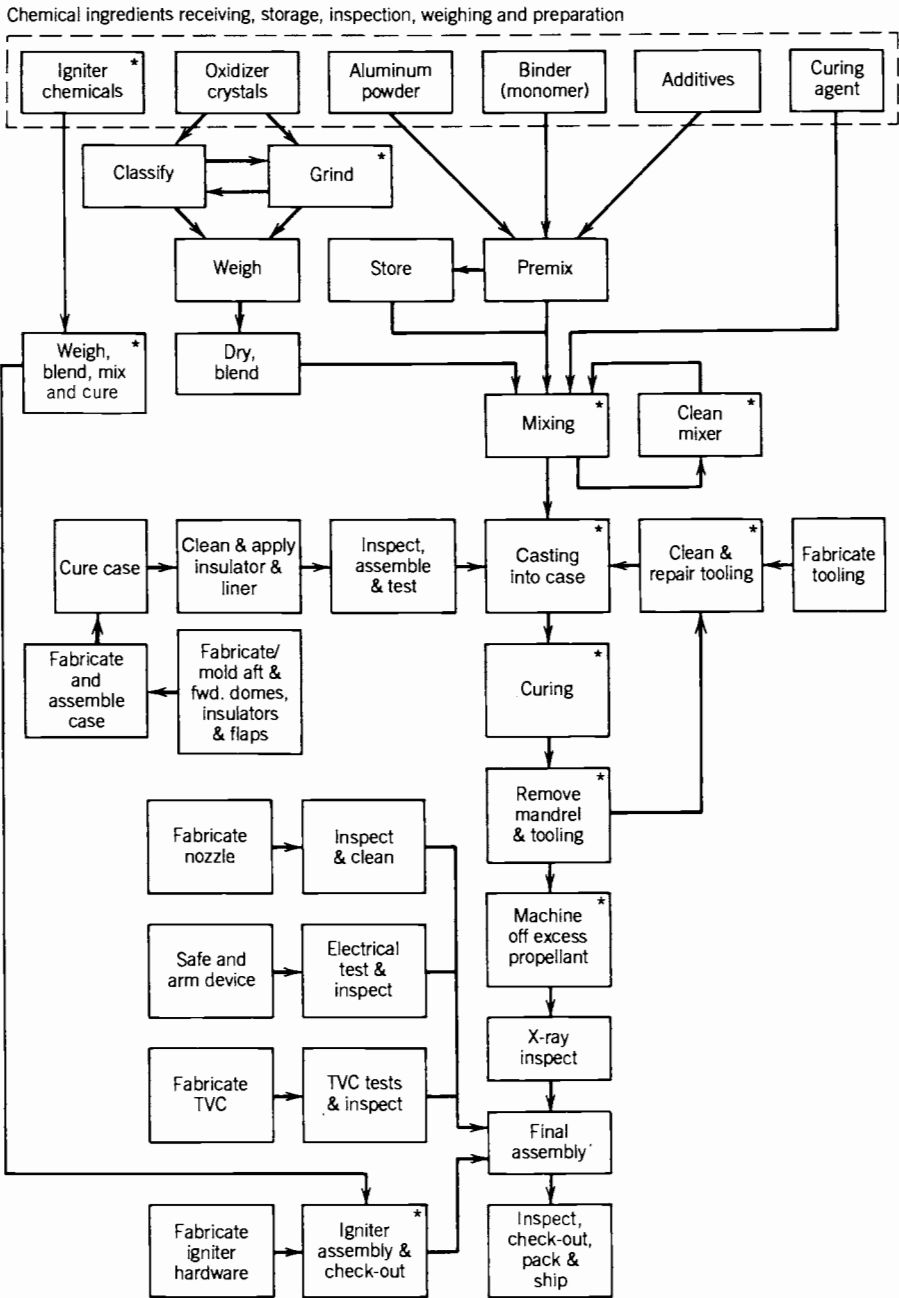 Chemical ingredients receiving, storage, inspection, weighing and preparation
Igniter *
chemicals
Oxidizer
crystals
Aluminum
powder
Binder
(monomer)
Additives
Curing
agent
Classify
Grind *
Weigh
Store
Premix
Weigh, *
blend, mix
and cure
Dry,
blend
Mixing *
Clean *
mixer
Cure case
Clean & apply
insulator &
liner
Inspect,
assemble
& test
Casting *
into case
Clean & *
repair tooling
Fabricate
tooling
Fabricate
and
assemble
case
Fabricate/
mold aft &
fwd. domes,
insulators
& flaps
Curing *
Remove *
mandrel
& tooling
Fabricate
nozzle
Inspect
& clean
Machine *
off excess
propellant
Safe and
arm device
Electrical
test &
inspect
X-ray
inspect
Fabricate
TVC
TVC tests
& inspect
Final
assembly
Fabricate
igniter
hardware
Igniter *
assembly &
check-out
Inspect,
check-out,
pack &
ship